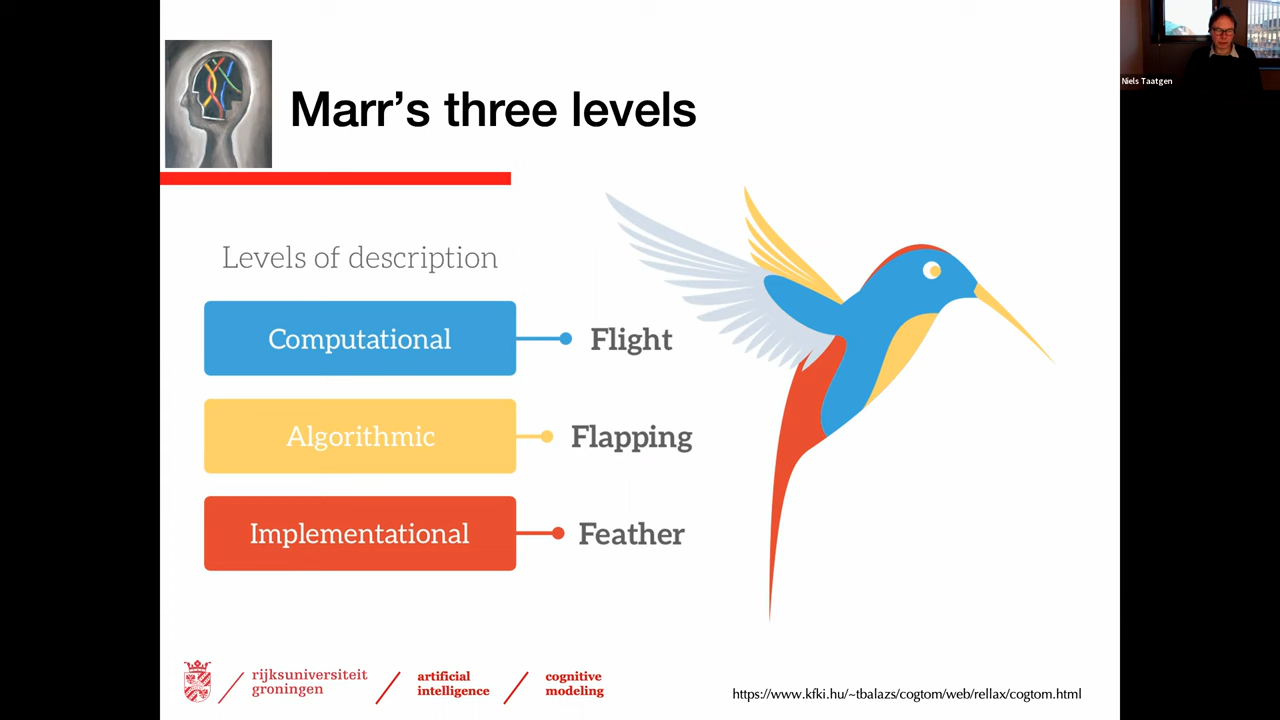 Niels Taatgen
Marr's three levels
Levels of description
Computational
Flight
Algorithmic
Flapping
Implementational
Feather
rijksuniversiteit
groningen
artificial
intelligence
cognitive
modeling
https://www.kfki.hu/~tbalazs/cogtom/web/rellax/cogtom.html